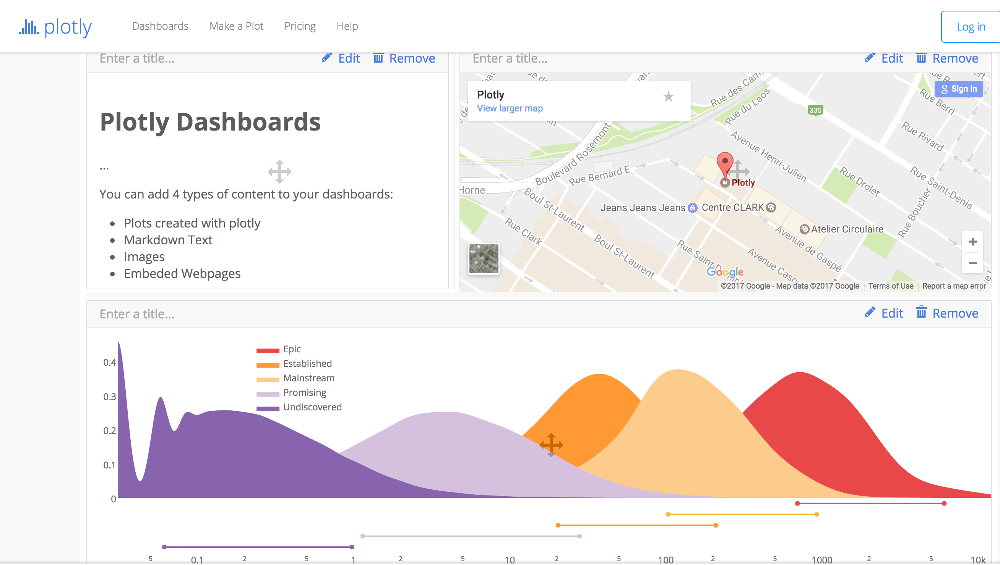 plotly Dashboards Make a Plot Pricing Help Log in
Enter a title... Edit Remove
Plotly Dashboards
...
You can add 4 types of content to your dashboards:
Plots created with plotly
Markdown Text
Images
Embeded Webpages
Enter a title... Edit Remove
Plotly
View larger map
Sign in
335
Rue des Carr
Rue du Laos
Rue Berri
Rue Rivard
Avenue Henri-Julien
Boulevard Rosemont
Rue Bernard E
Horne
Plotly
Rue Drolet
Rue Saint-Denis
Rue Boucher
Boul St-Laurent
Jeans Jeans Jeans
Centre CLARK
Atelier Circulaire
Rue Clark
Boul St-Laurent
Rue Saint-Do
Avenue de Gaspé
Avenue Casgrain
+
−
Google
©2017 Google - Map data ©2017 Google Terms of Use Report a map error
Enter a title... Edit Remove
Epic
Established
Mainstream
Promising
Undiscovered
0.4
0.3
0.2
0.1
0
5 0.1 2 5 1 2 5 10 2 5 100 2 5 1000 2 5 10k